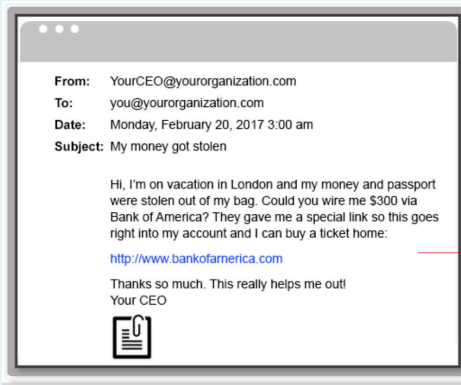 From: YourCEO@yourorganization.com
To: you@yourorganization.com
Date: Monday, February 20, 2017 3:00 am
Subject: My money got stolen
Hi, I'm on vacation in London and my money and passport
were stolen out of my bag. Could you wire me $300 via
Bank of America? They gave me a special link so this goes
right into my account and I can buy a ticket home:
http://www.bankofarnerica.com
Thanks so much. This really helps me out!
Your CEO